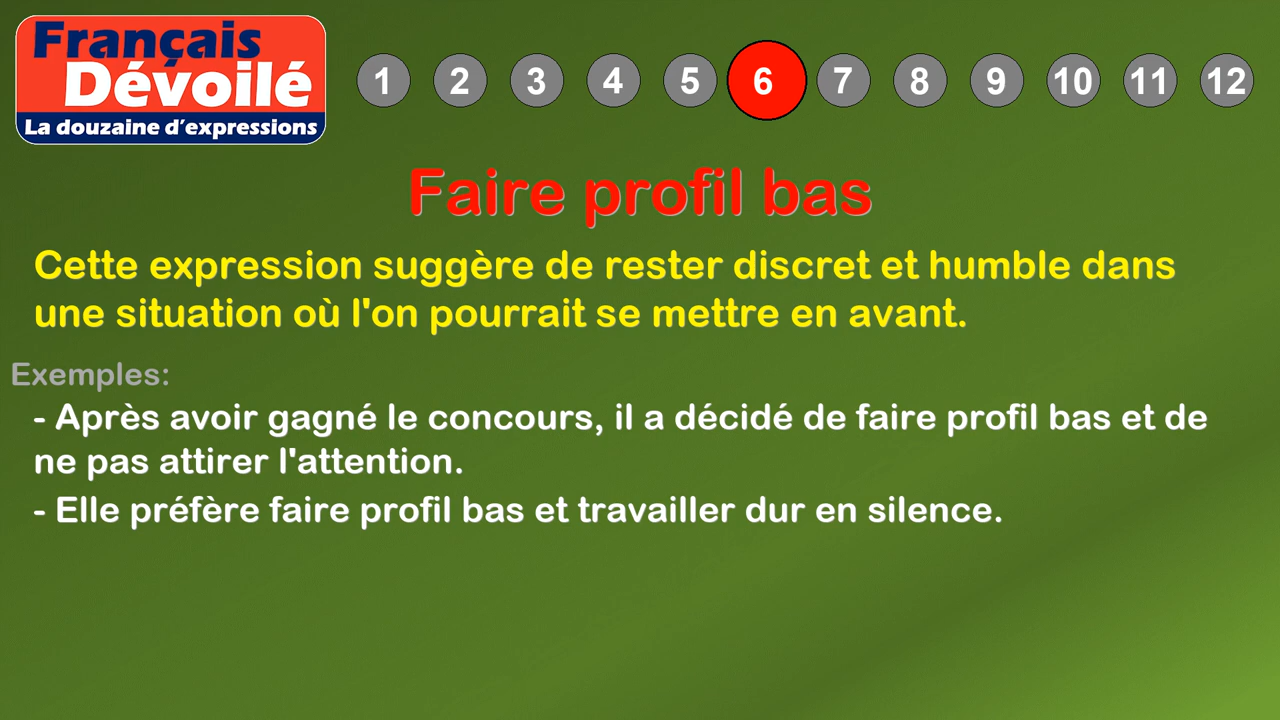 Français
Dévoilé
La douzaine d'expressions
1 2 3 4 5 6 7 8 9 10 11 12
Faire profil bas
Cette expression suggère de rester discret et humble dans
une situation où l'on pourrait se mettre en avant.
Exemples:
- Après avoir gagné le concours, il a décidé de faire profil bas et de
ne pas attirer l'attention.
- Elle préfère faire profil bas et travailler dur en silence.